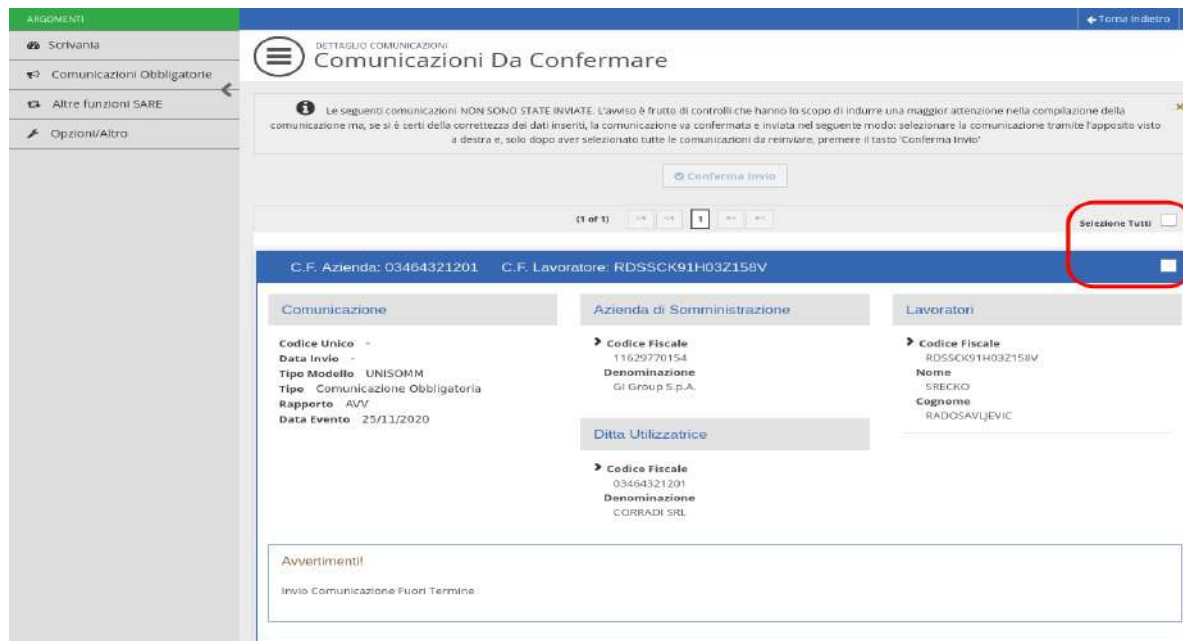 ARGOMENTI
Torna Indietro
Scrivania
Comunicazioni Obbligatorie
Altre funzioni SARE
Opzioni/Altro
DETTAGLIO COMUNICAZIONI
Comunicazioni Da Confermare
Le seguenti comunicazioni NON SONO STATE INVIATE. L'avviso è frutto di controlli che hanno lo scopo di indurre una maggior attenzione nella compilazione della
comunicazione ma, se si è certi della correttezza dei dati inseriti, la comunicazione va confermata e inviata nel seguente modo: selezionare la comunicazione tramite l'apposito visto
a destra e, solo dopo aver selezionato tutte le comunicazioni da reinviare, premere il tasto 'Conferma Invio'
Conferma Invio
(1 of 1) 1
Selezione Tutti
C.F. Azienda: 03464321201 C.F. Lavoratore: RDSSCK91H03Z158V
Comunicazione
Codice Unico -
Data Invio -
Tipo Modello UNISOMM
Tipo Comunicazione Obbligatoria
Rapporto AVV
Data Evento 25/11/2020
Azienda di Somministrazione
Codice Fiscale
11629770154
Denominazione
GI Group S.p.A.
Ditta Utilizzatrice
Codice Fiscale
03464321201
Denominazione
CORRADI SRL
Lavoratori
Codice Fiscale
RDSSCK91H03Z158V
Nome
SRECKO
Cognome
RADOSAVLJEVIC
Avvertimenti!
Invio Comunicazione Fuori Termine